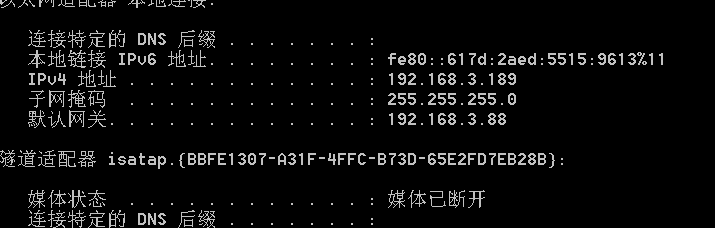 以太网适配器 本地连接:
连接特定的 DNS 后缀 . . . . . . . :
本地链接 IPv6 地址. . . . . . . . : fe80::617d:2aed:5515:9613%11
IPv4 地址 . . . . . . . . . . . . : 192.168.3.189
子网掩码 . . . . . . . . . . . . : 255.255.255.0
默认网关. . . . . . . . . . . . . : 192.168.3.88
隧道适配器 isatap.{BBFE1307-A31F-4FFC-B73D-65E2FD7EB28B}:
媒体状态 . . . . . . . . . . . . : 媒体已断开
连接特定的 DNS 后缀 . . . . . . . :